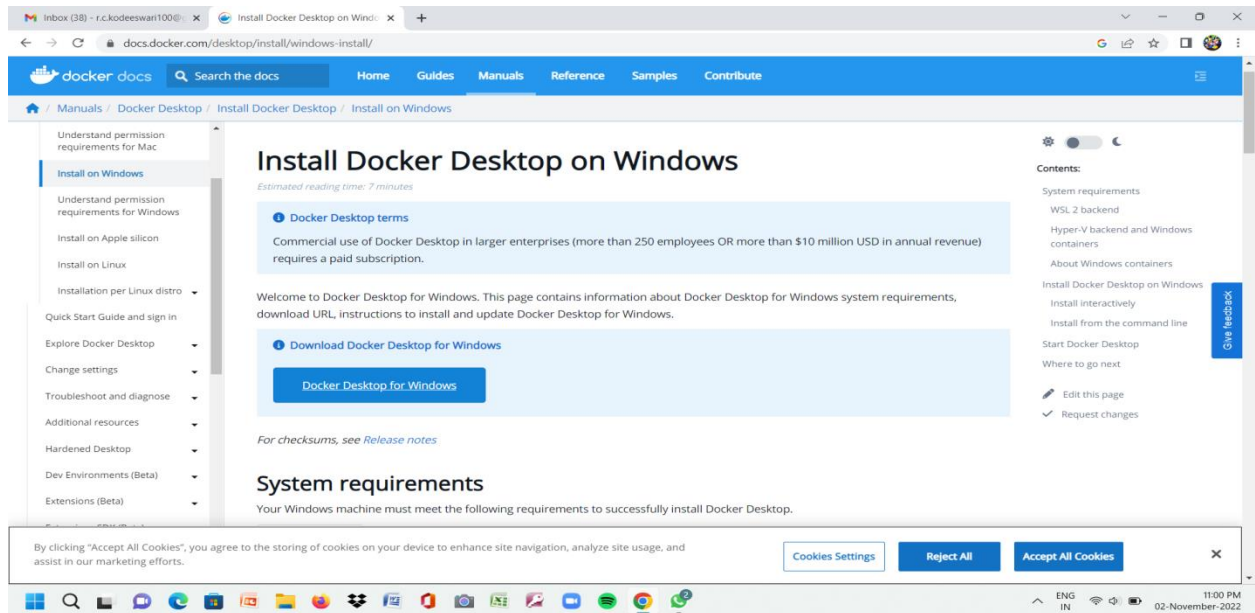 Inbox (38) - r.c.kodeeswari100@g
Install Docker Desktop on Windo
docs.docker.com/desktop/install/windows-install/
docker docs
Search the docs
Home Guides Manuals Reference Samples Contribute
/ Manuals / Docker Desktop / Install Docker Desktop / Install on Windows
Understand permission
requirements for Mac
Install on Windows
Understand permission
requirements for Windows
Install on Apple silicon
Install on Linux
Installation per Linux distro
Quick Start Guide and sign in
Explore Docker Desktop
Change settings
Troubleshoot and diagnose
Additional resources
Hardened Desktop
Dev Environments (Beta)
Extensions (Beta)
Install Docker Desktop on Windows
Estimated reading time: 7 minutes
Docker Desktop terms
Commercial use of Docker Desktop in larger enterprises (more than 250 employees OR more than $10 million USD in annual revenue)
requires a paid subscription.
Welcome to Docker Desktop for Windows. This page contains information about Docker Desktop for Windows system requirements,
download URL, instructions to install and update Docker Desktop for Windows.
Download Docker Desktop for Windows
Docker Desktop for Windows
For checksums, see Release notes
System requirements
Your Windows machine must meet the following requirements to successfully install Docker Desktop.
Contents:
System requirements
WSL 2 backend
Hyper-V backend and Windows
containers
About Windows containers
Install Docker Desktop on Windows
Install interactively
Install from the command line
Start Docker Desktop
Where to go next
Edit this page
Request changes
Give feedback
By clicking "Accept All Cookies", you agree to the storing of cookies on your device to enhance site navigation, analyze site usage, and
assist in our marketing efforts.
Cookies Settings
Reject All
Accept All Cookies
ENG
IN
11:00 PM
02-November-2022